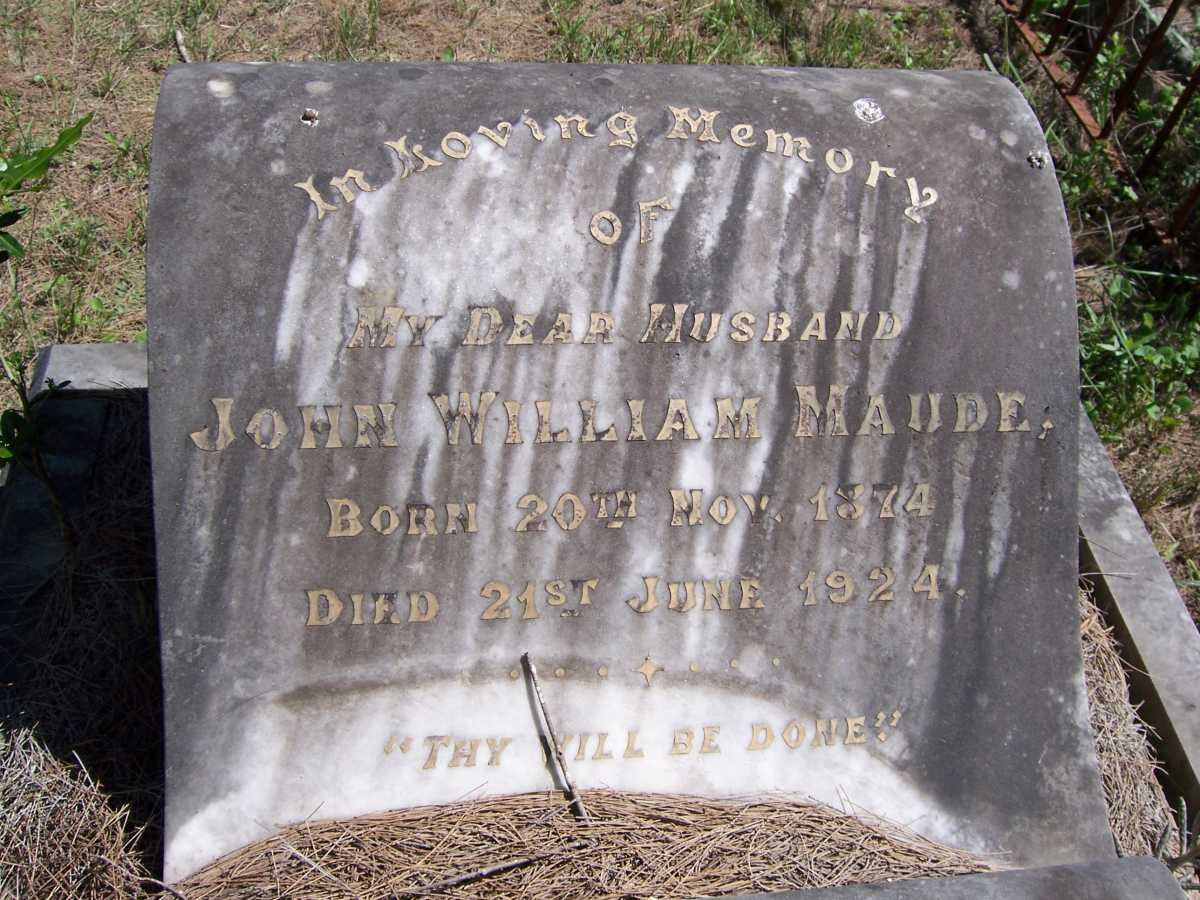 In Loving Memory
OF
MY DEAR HUSBAND
JOHN WILLIAM MAUDE,
BORN 20TH NOV. 1874
DIED 21ST JUNE 1924.
"THY WILL BE DONE"